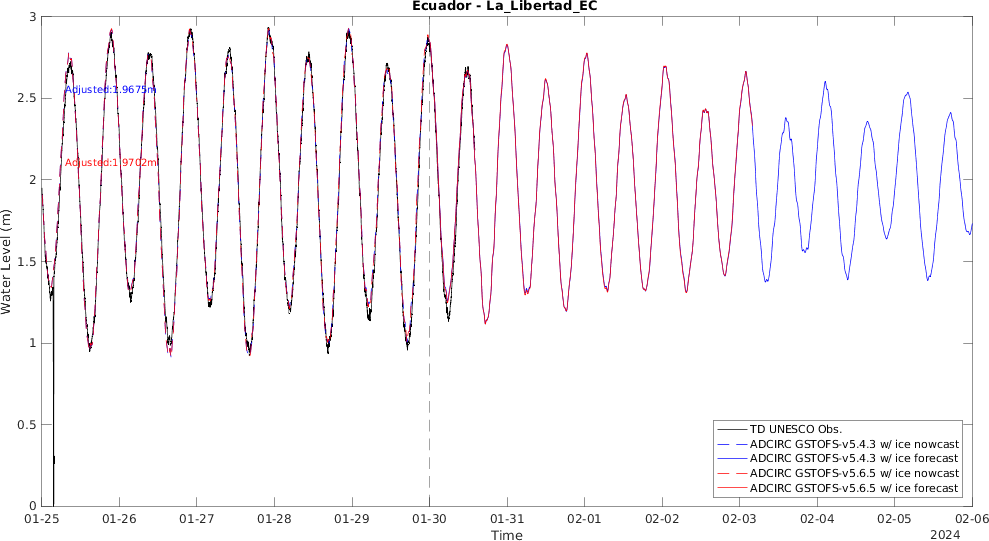 Ecuador - La_Libertad_EC
3
2.5
2
1.5
1
0.5
0
Water Level (m)
Adjusted:1.9675m
Adjusted:1.9702m
TD UNESCO Obs.
ADCIRC GSTOFS-v5.4.3 w/ ice nowcast
ADCIRC GSTOFS-v5.4.3 w/ ice forecast
ADCIRC GSTOFS-v5.6.5 w/ ice nowcast
ADCIRC GSTOFS-v5.6.5 w/ ice forecast
01-25 01-26 01-27 01-28 01-29 01-30 01-31 02-01 02-02 02-03 02-04 02-05 02-06
Time
2024